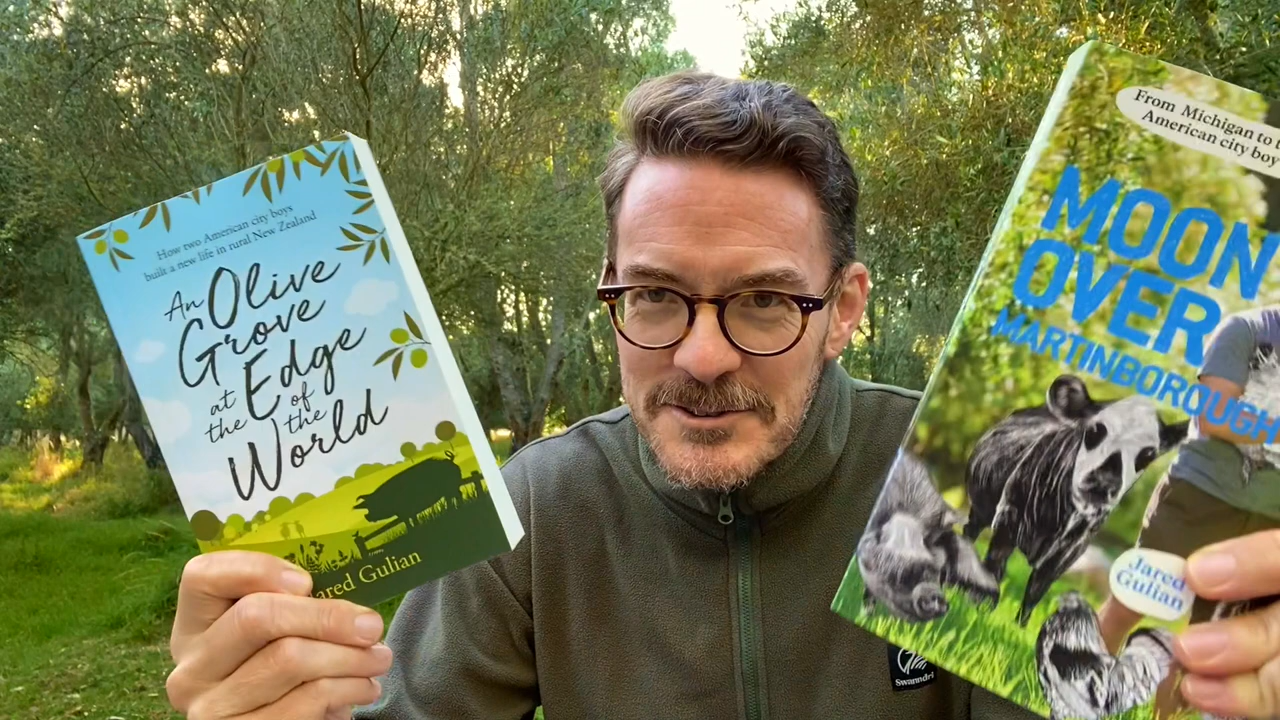 How two American city boys
built a new life in rural New Zealand
An Olive
Grove
at Edge
the of
the
World
Jared Gulian
From Michigan to t
American city boy
MOON
OVER
MARTINBOROUGH
Jared
Gulian
Swanndri